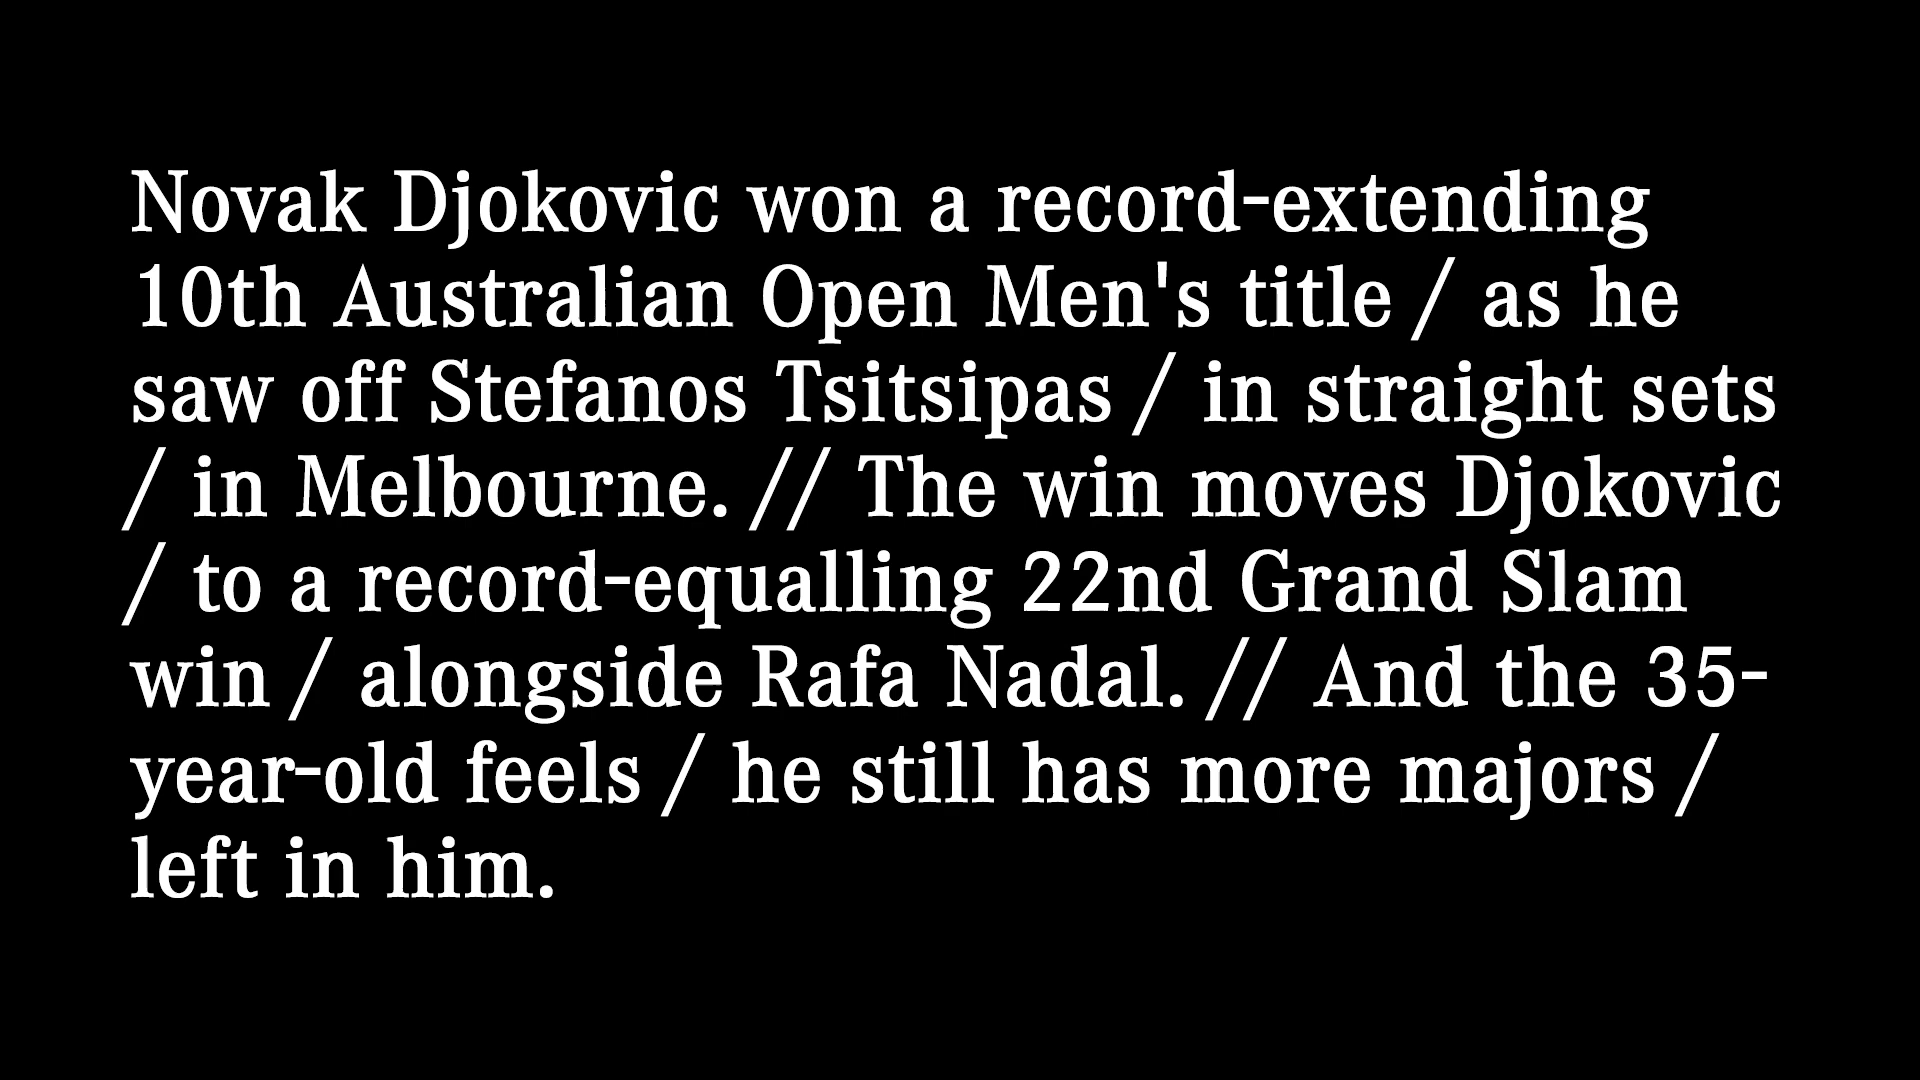 Novak Djokovic won a record-extending
10th Australian Open Men's title / as he
saw off Stefanos Tsitsipas / in straight sets
/ in Melbourne. // The win moves Djokovic
/ to a record-equalling 22nd Grand Slam
win / alongside Rafa Nadal. // And the 35-
year-old feels / he still has more majors /
left in him.